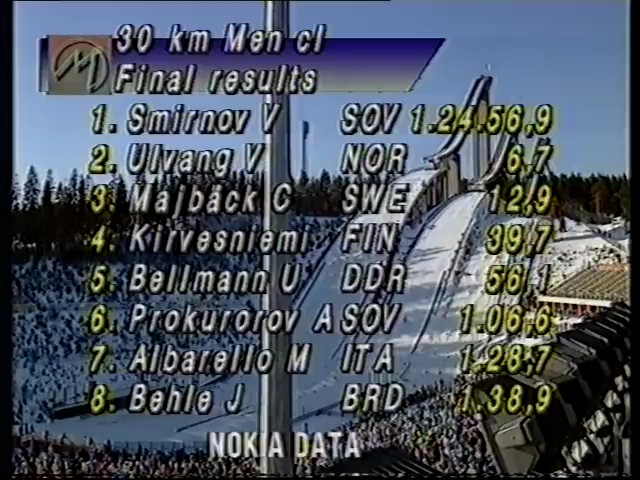 30 km Men cl
Final results
1. Smirnov V SOV 1.24.56,9
2. Ulvang V NOR 6,7
3. Majbäck C SWE 12,9
4. Kirvesniemi FIN 39,7
5. Bellmann U DDR 56,1
6. Prokurorov A SOV 1.06,6
7. Albarello M ITA 1.28,7
8. Behle J BRD 1.38,9
NOKIA DATA